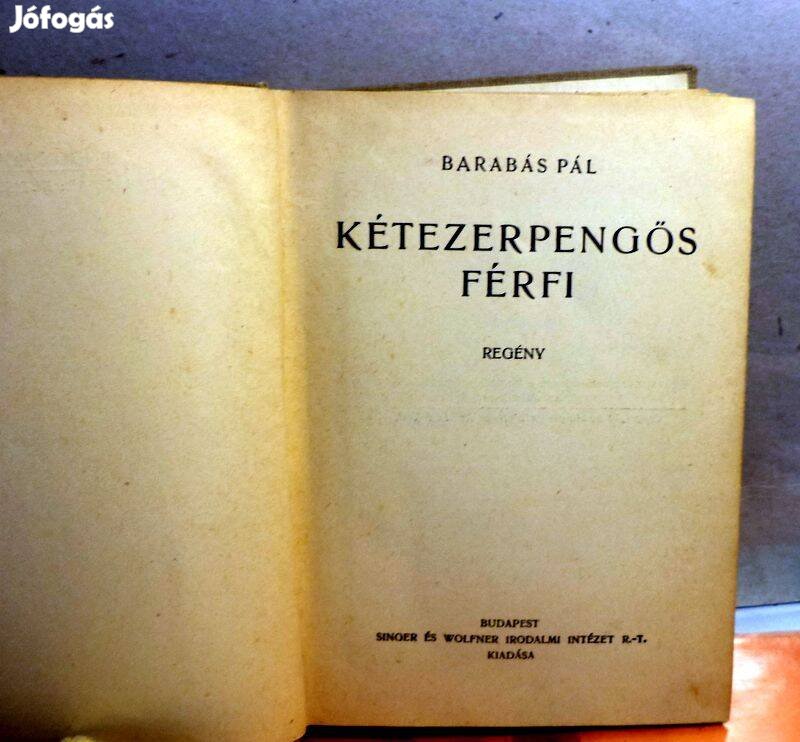 Jófogás
BARABÁS PÁL
KÉTEZERPENGŐS
FÉRFI
REGÉNY
BUDAPEST
SINGER ÉS WOLFNER IRODALMI INTÉZET R.-T.
KIADÁSA